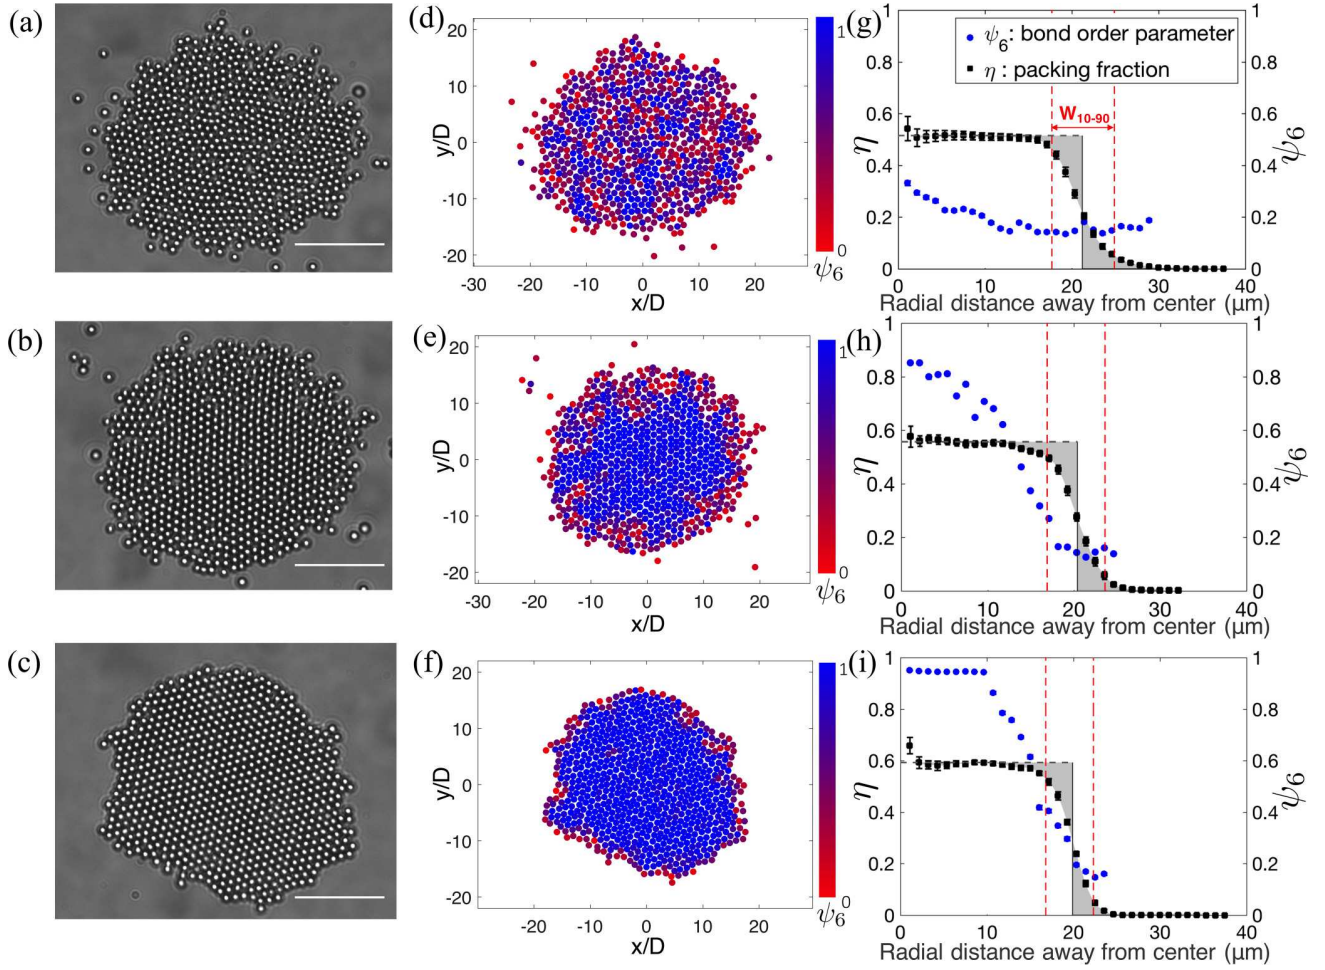 (a)
(d)
y/D
20
10
0
-10
-20
-30
-20
-10
0
10
20
x/D
1
0
ψ6
(g)
ψ6: bond order parameter
η : packing fraction
W10-90
η
1
0.8
0.6
0.4
0.2
0
1
0.8
0.6
0.4
0.2
0
ψ6
0
10
20
30
40
Radial distance away from center (μm)
(b)
(e)
y/D
20
10
0
-10
-20
-30
-20
-10
0
10
20
x/D
1
0
ψ6
(h)
η
1
0.8
0.6
0.4
0.2
0
1
0.8
0.6
0.4
0.2
0
ψ6
0
10
20
30
40
Radial distance away from center (μm)
(c)
(f)
y/D
20
10
0
-10
-20
-20
-10
0
10
20
x/D
1
0
ψ6
(i)
η
1
0.8
0.6
0.4
0.2
0
1
0.8
0.6
0.4
0.2
0
ψ6
0
10
20
30
40
Radial distance away from center (μm)